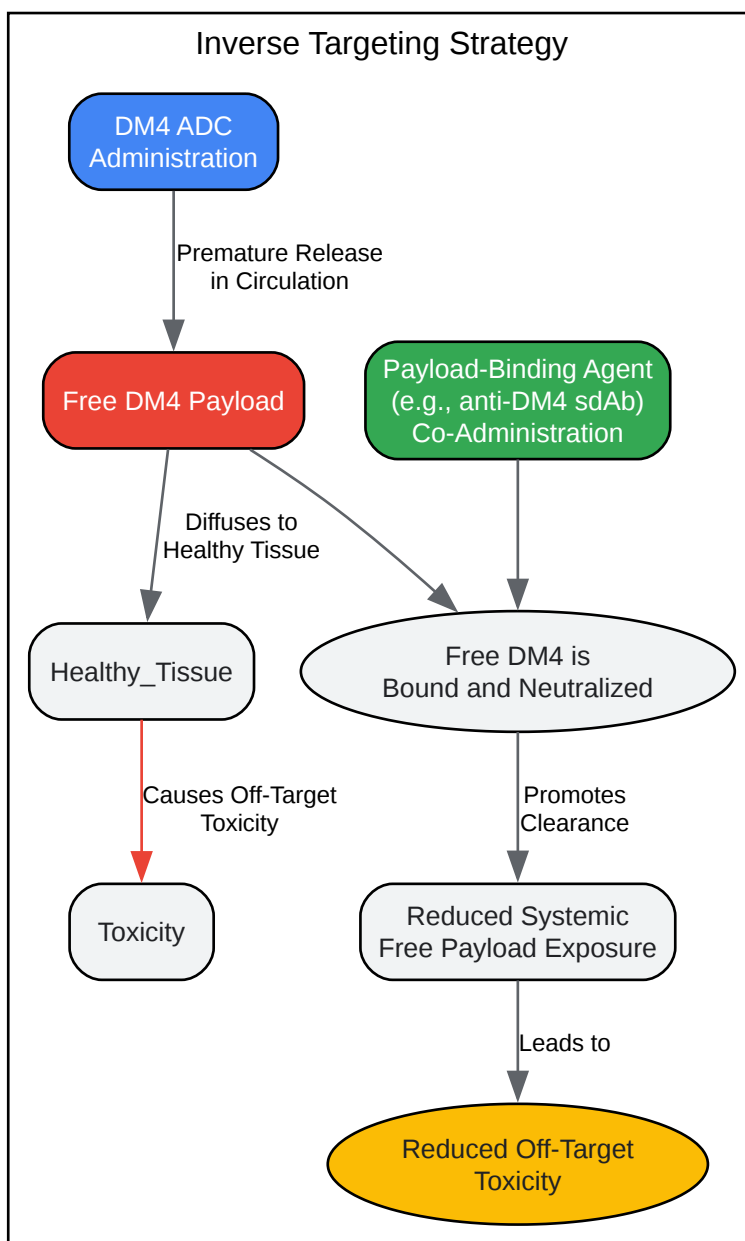 Inverse Targeting Strategy
DM4 ADC
Administration
Premature Release
in Circulation
Free DM4 Payload
Payload-Binding Agent
(e.g., anti-DM4 sdAb)
Co-Administration
Diffuses to
Healthy Tissue
Healthy_Tissue
Free DM4 is
Bound and Neutralized
Causes Off-Target
Toxicity
Promotes
Clearance
Toxicity
Reduced Systemic
Free Payload Exposure
Leads to
Reduced Off-Target
Toxicity